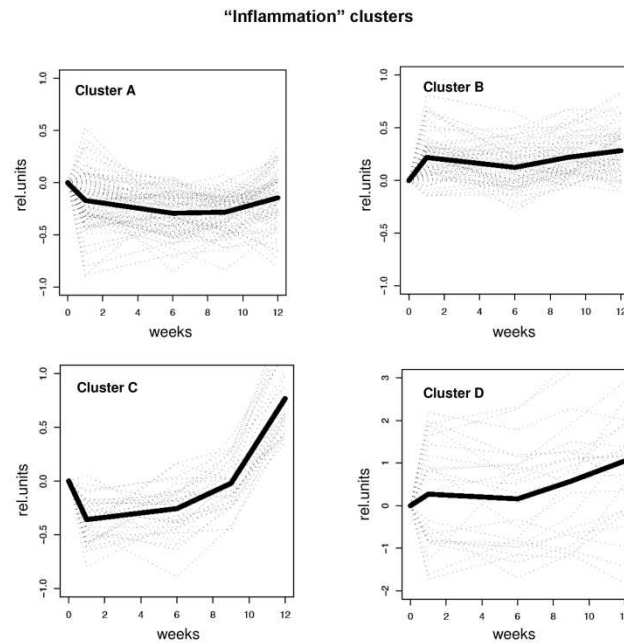 “Inflammation” clusters
Cluster A
rel.units
1.0
0.5
0.0
-0.5
-1.0
0 2 4 6 8 10 12
weeks
Cluster B
rel.units
1.0
0.5
0.0
-0.5
-1.0
0 2 4 6 8 10 12
weeks
Cluster C
rel.units
1.0
0.5
0.0
-0.5
-1.0
0 2 4 6 8 10 12
weeks
Cluster D
rel.units
3
2
1
0
-1
-2
0 2 4 6 8 10 12
weeks